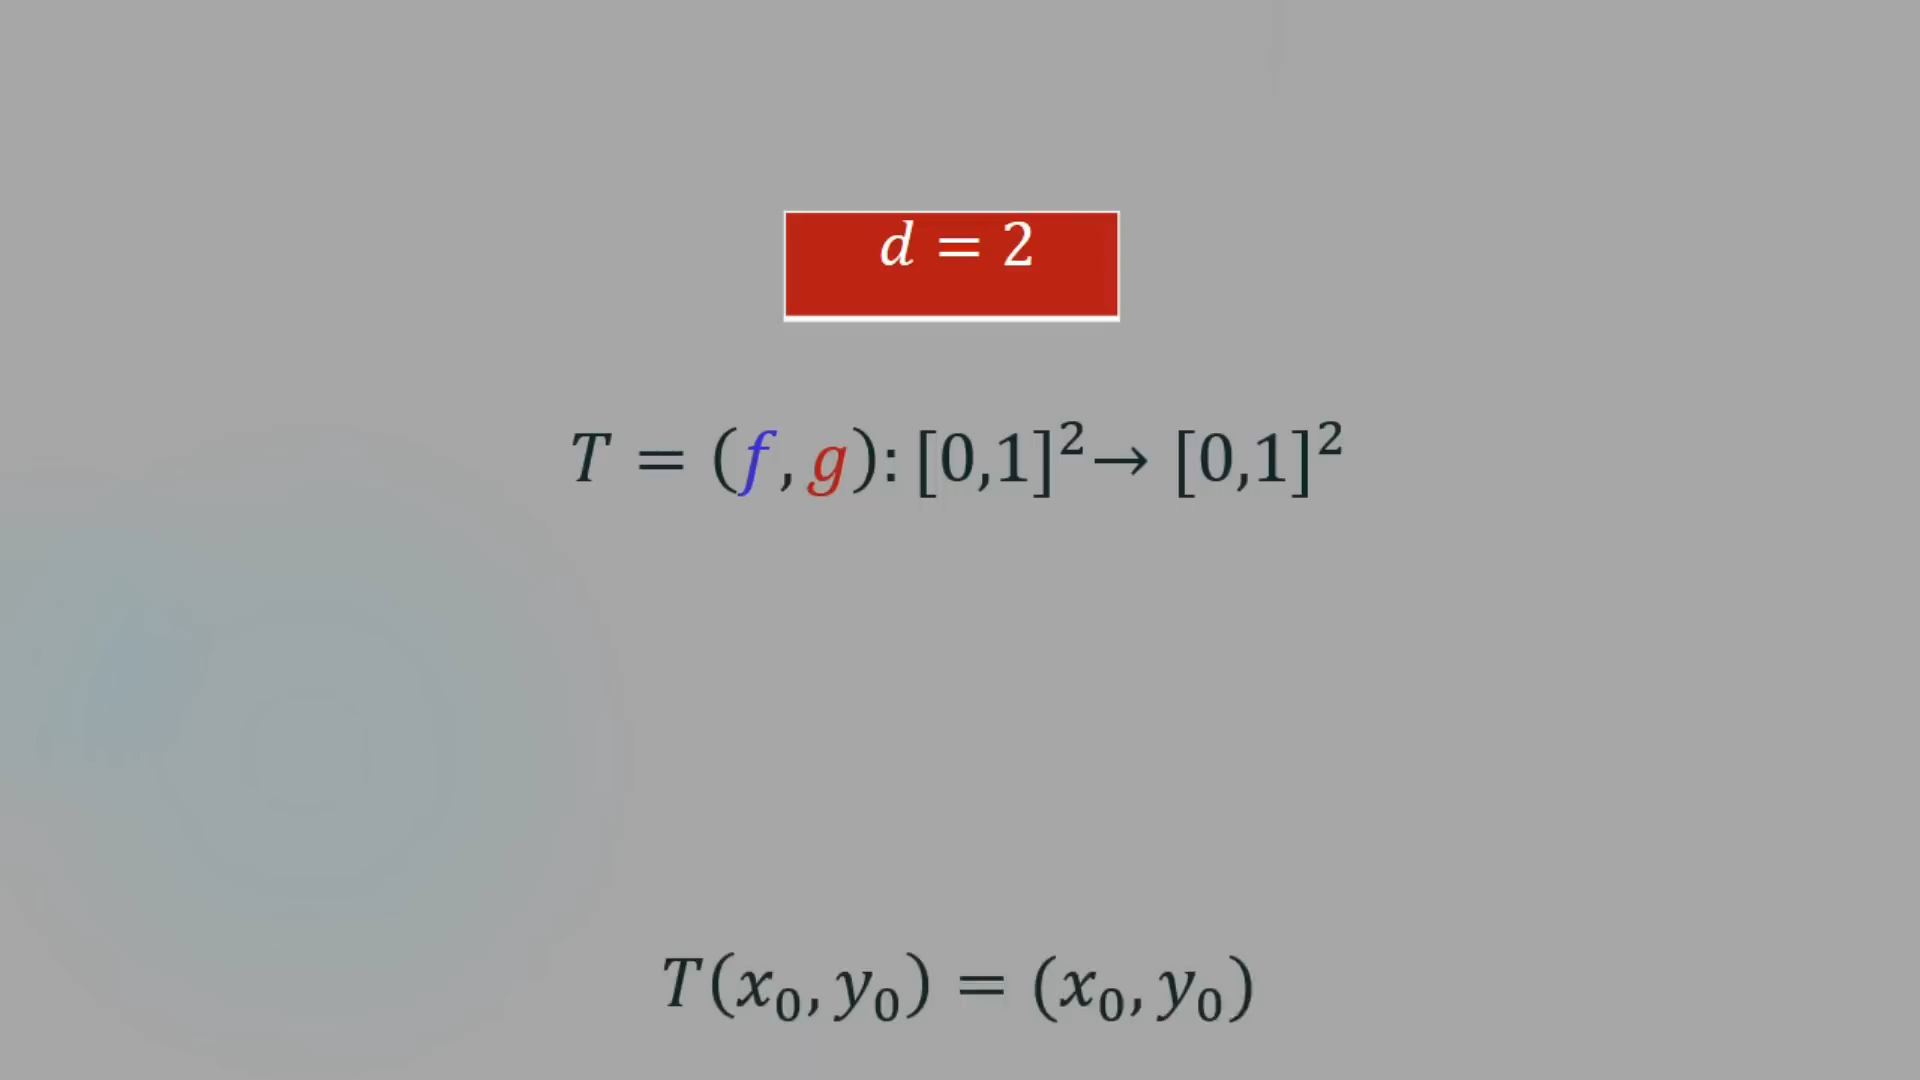 d = 2
T = (f, g): [0,1]² → [0,1]²
T(x₀, y₀) = (x₀, y₀)